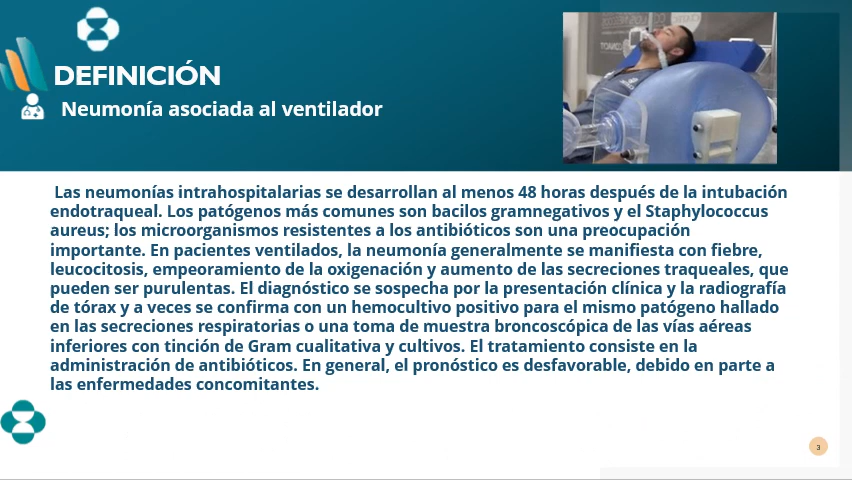 DEFINICIÓN
Neumonía asociada al ventilador
Las neumonías intrahospitalarias se desarrollan al menos 48 horas después de la intubación
endotraqueal. Los patógenos más comunes son bacilos gramnegativos y el Staphylococcus
aureus; los microorganismos resistentes a los antibióticos son una preocupación
importante. En pacientes ventilados, la neumonía generalmente se manifiesta con fiebre,
leucocitosis, empeoramiento de la oxigenación y aumento de las secreciones traqueales, que
pueden ser purulentas. El diagnóstico se sospecha por la presentación clínica y la radiografía
de tórax y a veces se confirma con un hemocultivo positivo para el mismo patógeno hallado
en las secreciones respiratorias o una toma de muestra broncoscópica de las vías aéreas
inferiores con tinción de Gram cualitativa y cultivos. El tratamiento consiste en la
administración de antibióticos. En general, el pronóstico es desfavorable, debido en parte a
las enfermedades concomitantes.
3